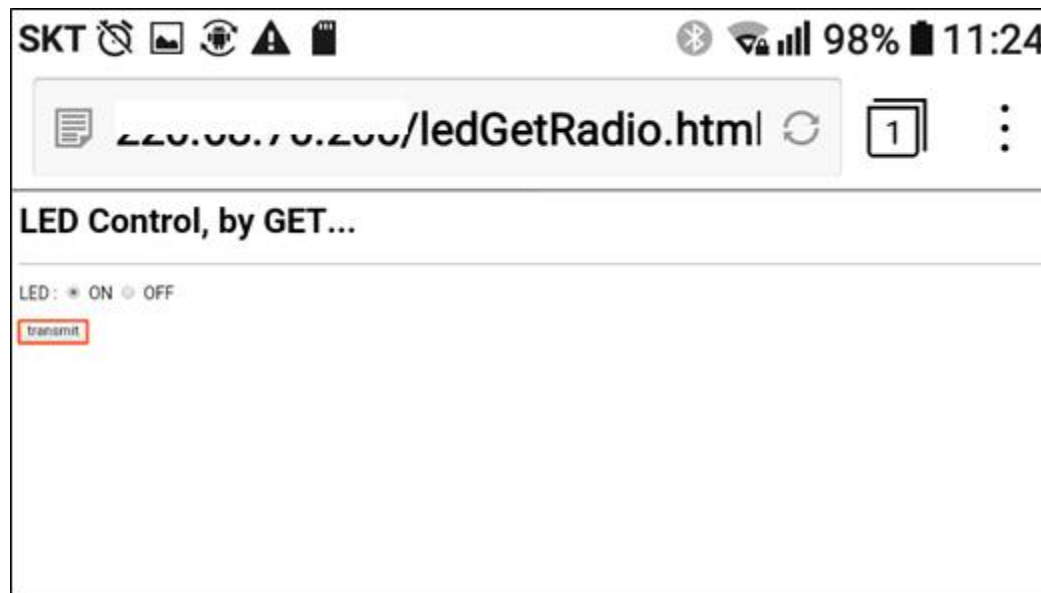 SKT 98% 11:24
/ledGetRadio.html 1
LED Control, by GET...
LED : ON OFF
transmit